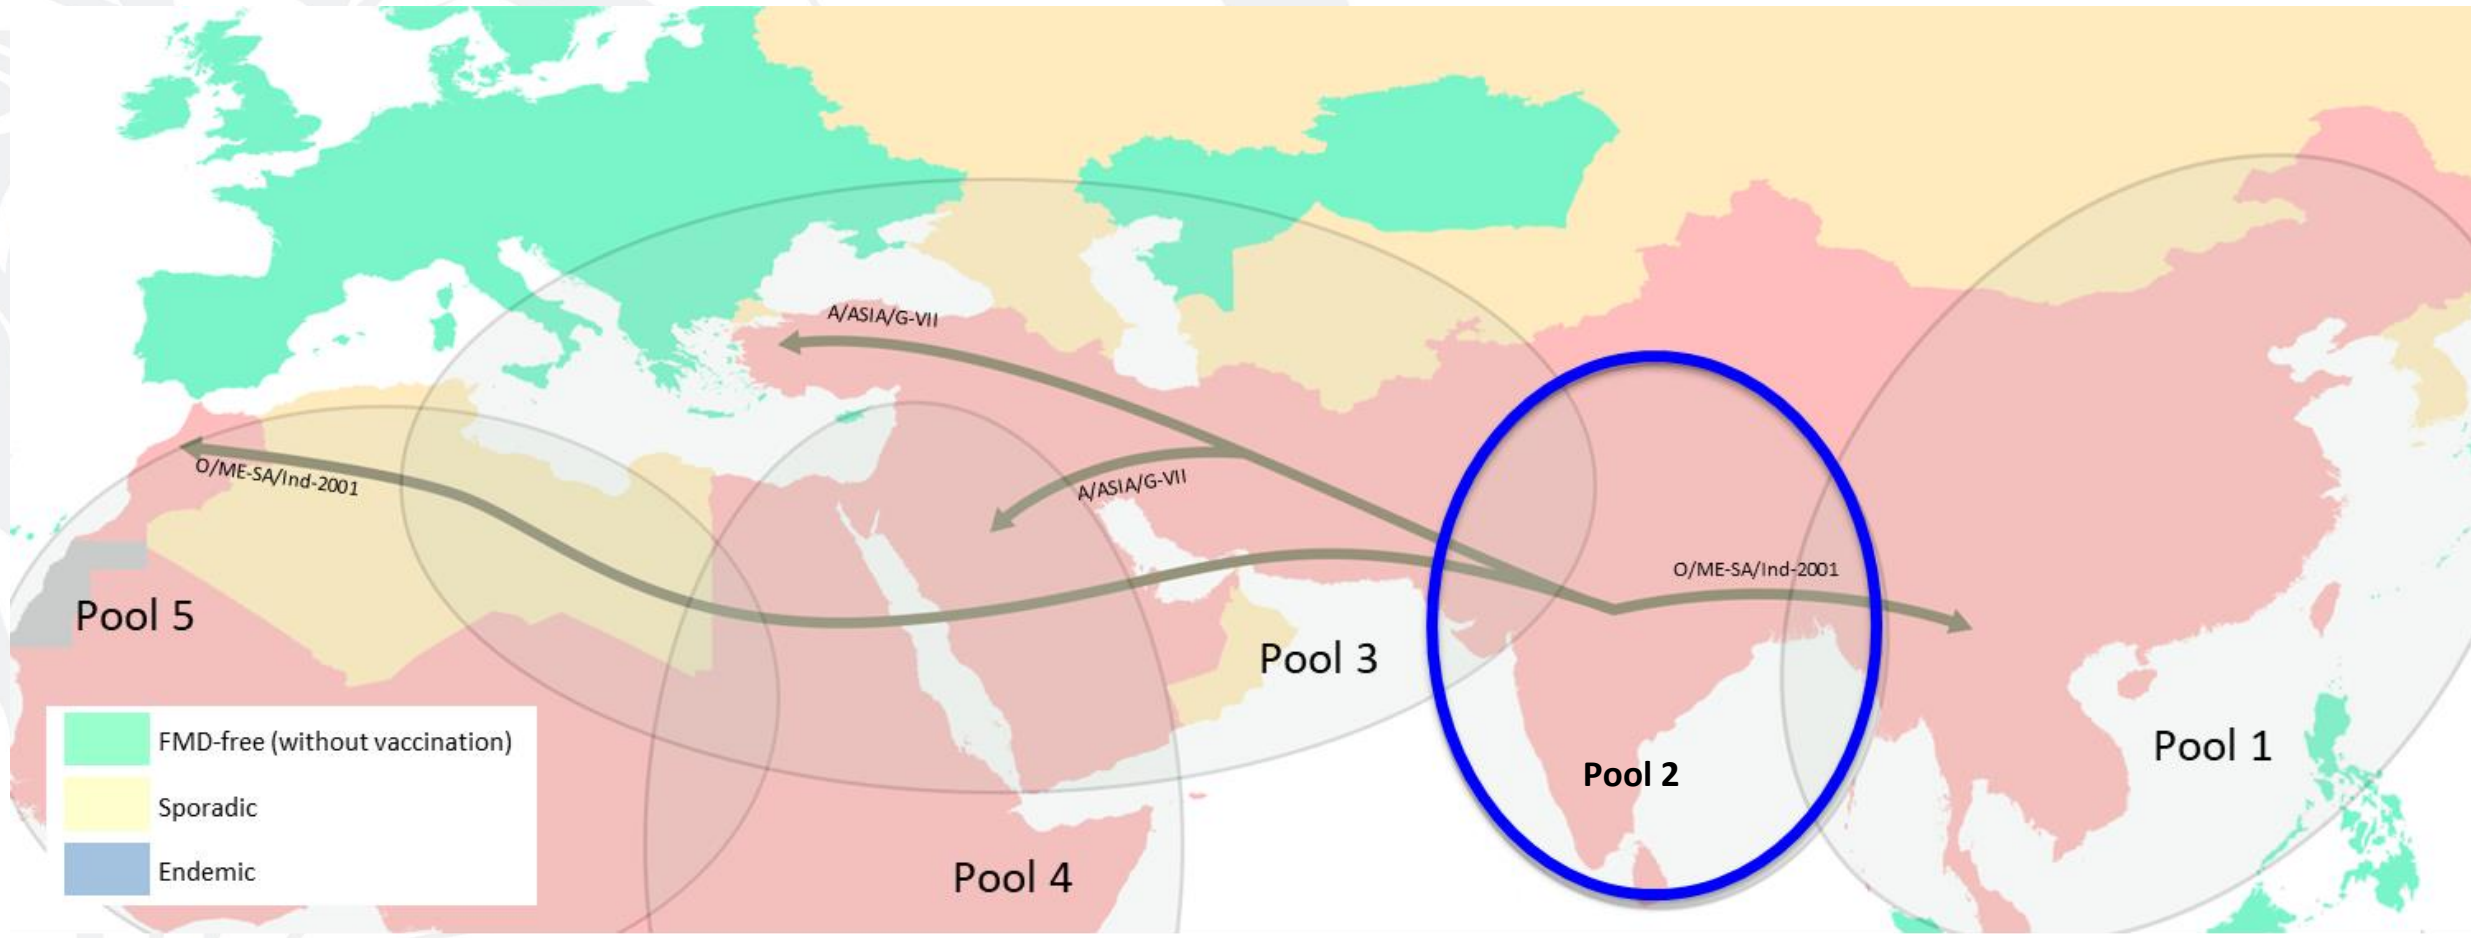 A/ASIA/G-VII
O/ME-SA/Ind-2001
A/ASIA/G-VII
O/ME-SA/Ind-2001
Pool 5
Pool 3
Pool 1
Pool 2
Pool 4
FMD-free (without vaccination)
Sporadic
Endemic